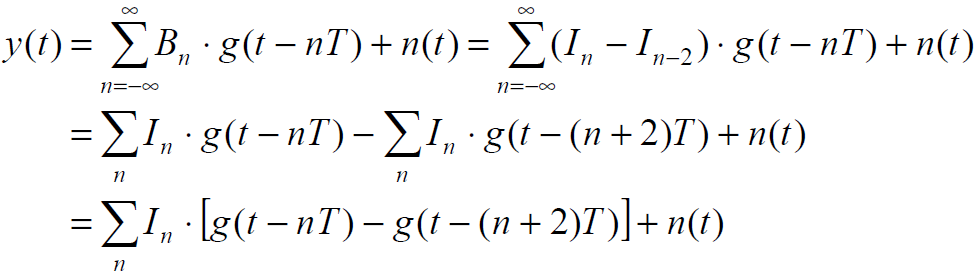 y(t) = ∑_{n=-∞}^{∞} B_n · g(t − nT) + n(t) = ∑_{n=-∞}^{∞} (I_n − I_{n−2}) · g(t − nT) + n(t)
= ∑_n I_n · g(t − nT) − ∑_n I_n · g(t − (n + 2)T) + n(t)
= ∑_n I_n · [g(t − nT) − g(t − (n + 2)T)] + n(t)